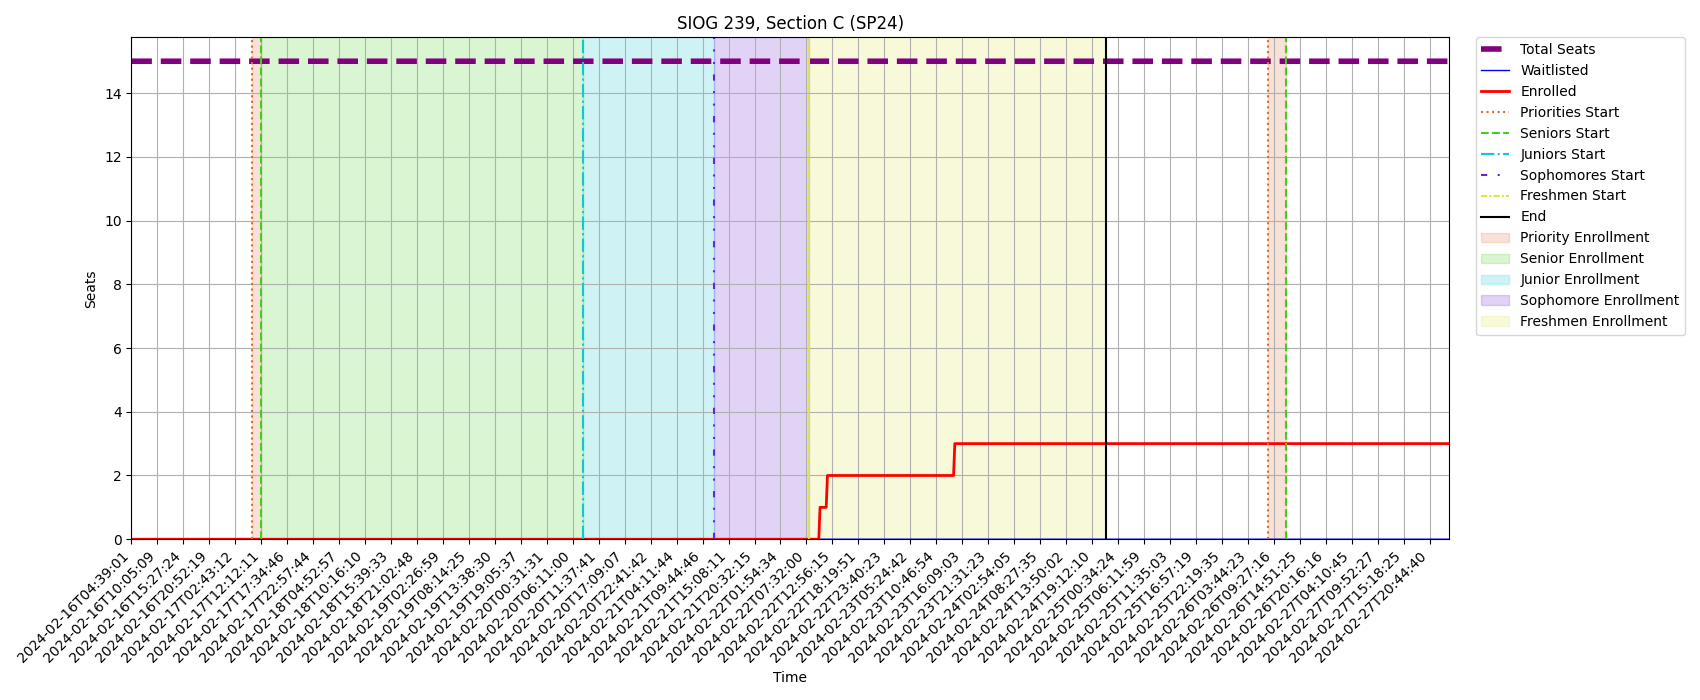 SIOG 239, Section C (SP24)
Total Seats
Waitlisted
Enrolled
Priorities Start
Seniors Start
Juniors Start
Sophomores Start
Freshmen Start
End
Priority Enrollment
Senior Enrollment
Junior Enrollment
Sophomore Enrollment
Freshmen Enrollment
Seats
14
12
10
8
6
4
2
0
2024-02-16T04:39:01
2024-02-16T10:05:09
2024-02-16T15:27:24
2024-02-16T20:52:19
2024-02-17T02:43:12
2024-02-17T12:12:11
2024-02-17T17:34:46
2024-02-17T22:57:44
2024-02-18T04:52:57
2024-02-18T10:16:10
2024-02-18T15:39:33
2024-02-18T21:02:48
2024-02-19T02:26:59
2024-02-19T08:14:25
2024-02-19T13:38:30
2024-02-19T19:05:37
2024-02-20T00:31:31
2024-02-20T06:11:00
2024-02-20T11:37:41
2024-02-20T17:09:07
2024-02-20T22:41:42
2024-02-21T04:11:44
2024-02-21T09:44:46
2024-02-21T15:08:11
2024-02-21T20:32:15
2024-02-22T01:54:34
2024-02-22T07:32:00
2024-02-22T12:56:15
2024-02-22T18:19:51
2024-02-22T23:40:23
2024-02-23T05:24:42
2024-02-23T10:46:54
2024-02-23T16:09:03
2024-02-23T21:31:23
2024-02-24T02:54:05
2024-02-24T08:27:35
2024-02-24T13:50:02
2024-02-24T19:12:10
2024-02-25T00:34:24
2024-02-25T06:11:59
2024-02-25T11:35:03
2024-02-25T16:57:19
2024-02-25T22:19:35
2024-02-26T03:44:23
2024-02-26T09:27:16
2024-02-26T14:51:25
2024-02-26T20:16:16
2024-02-27T04:10:45
2024-02-27T09:52:27
2024-02-27T15:18:25
2024-02-27T20:44:40
Time